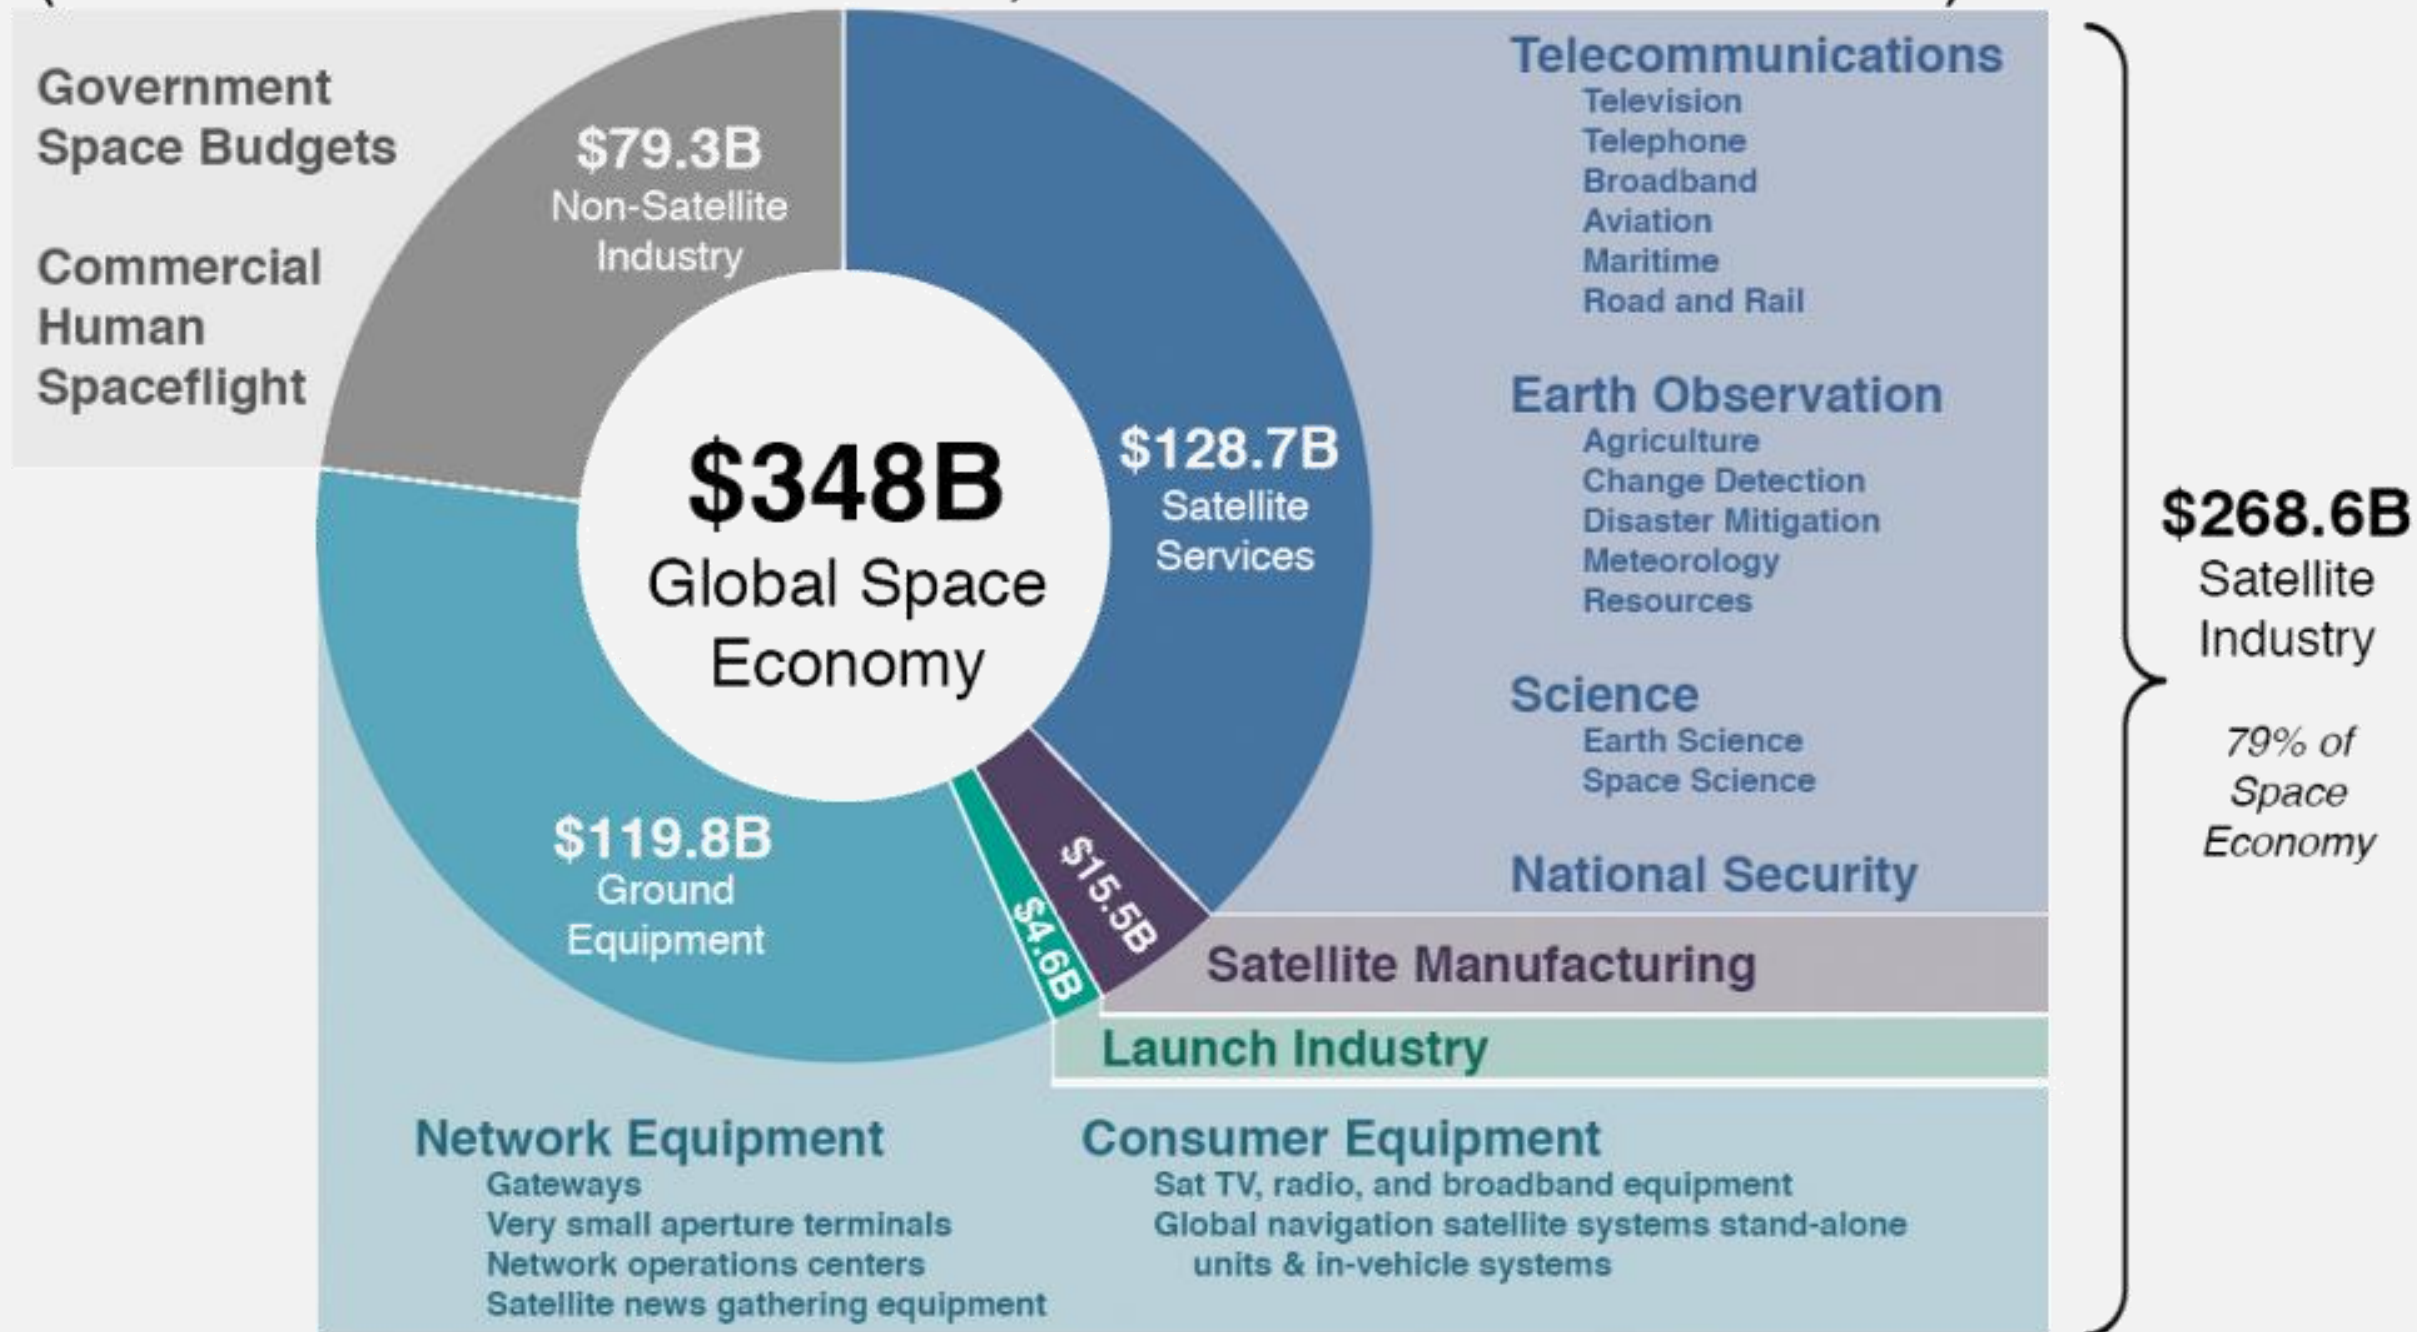 Government
Space Budgets
Commercial
Human
Spaceflight
$79.3B
Non-Satellite
Industry
$348B
Global Space
Economy
$128.7B
Satellite
Services
$119.8B
Ground
Equipment
$4.6B
$15.5B
Telecommunications
Television
Telephone
Broadband
Aviation
Maritime
Road and Rail
Earth Observation
Agriculture
Change Detection
Disaster Mitigation
Meteorology
Resources
Science
Earth Science
Space Science
National Security
Satellite Manufacturing
Launch Industry
Network Equipment
Gateways
Very small aperture terminals
Network operations centers
Satellite news gathering equipment
Consumer Equipment
Sat TV, radio, and broadband equipment
Global navigation satellite systems stand-alone
units & in-vehicle systems
$268.6B
Satellite
Industry
79% of
Space
Economy